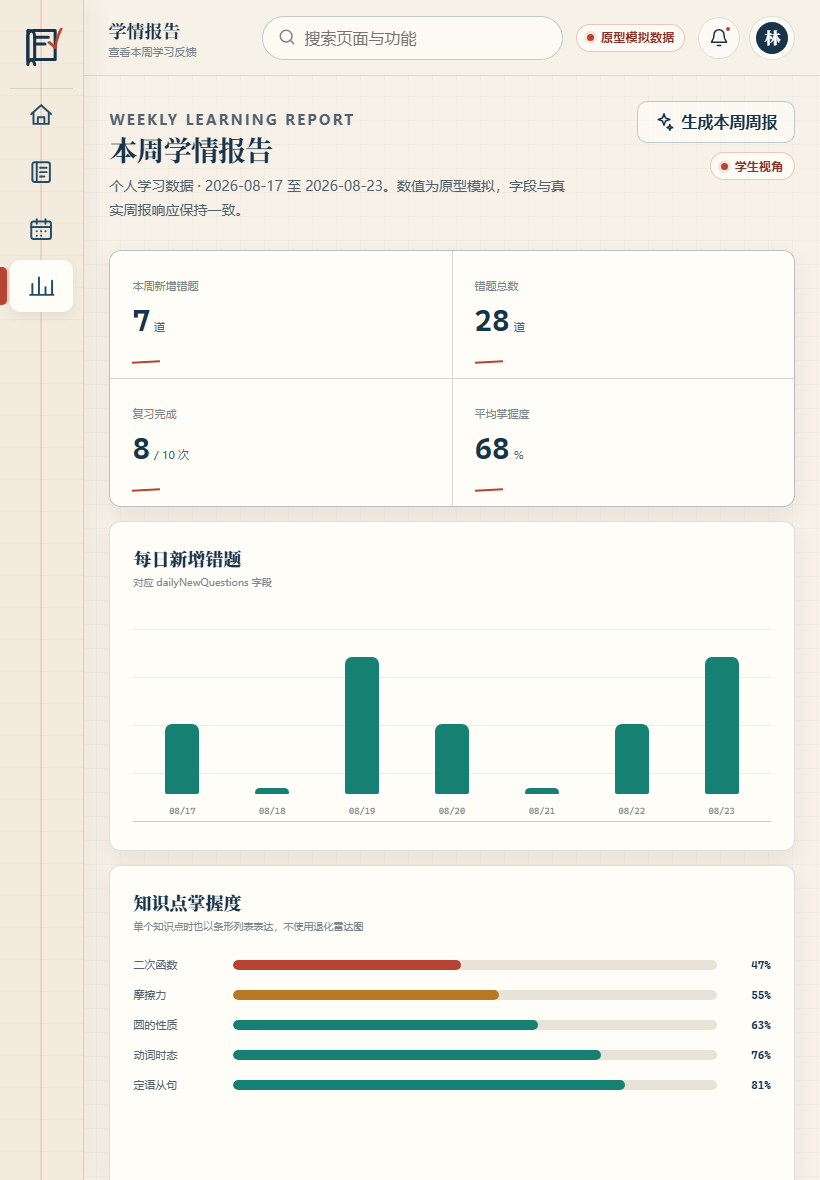 学情报告
查看本周学习反馈
搜索页面与功能
原型模拟数据
林
WEEKLY LEARNING REPORT
本周学情报告
个人学习数据 · 2026-08-17 至 2026-08-23。数值为原型模拟，字段与真
实周报响应保持一致。
生成本周周报
学生视角
本周新增错题
7 道
错题总数
28 道
复习完成
8 / 10 次
平均掌握度
68 %
每日新增错题
对应 dailyNewQuestions 字段
08/17 08/18 08/19 08/20 08/21 08/22 08/23
知识点掌握度
单个知识点时也以条形列表表达，不使用退化雷达图
二次函数 47%
摩擦力 55%
圆的性质 63%
动词时态 76%
定语从句 81%